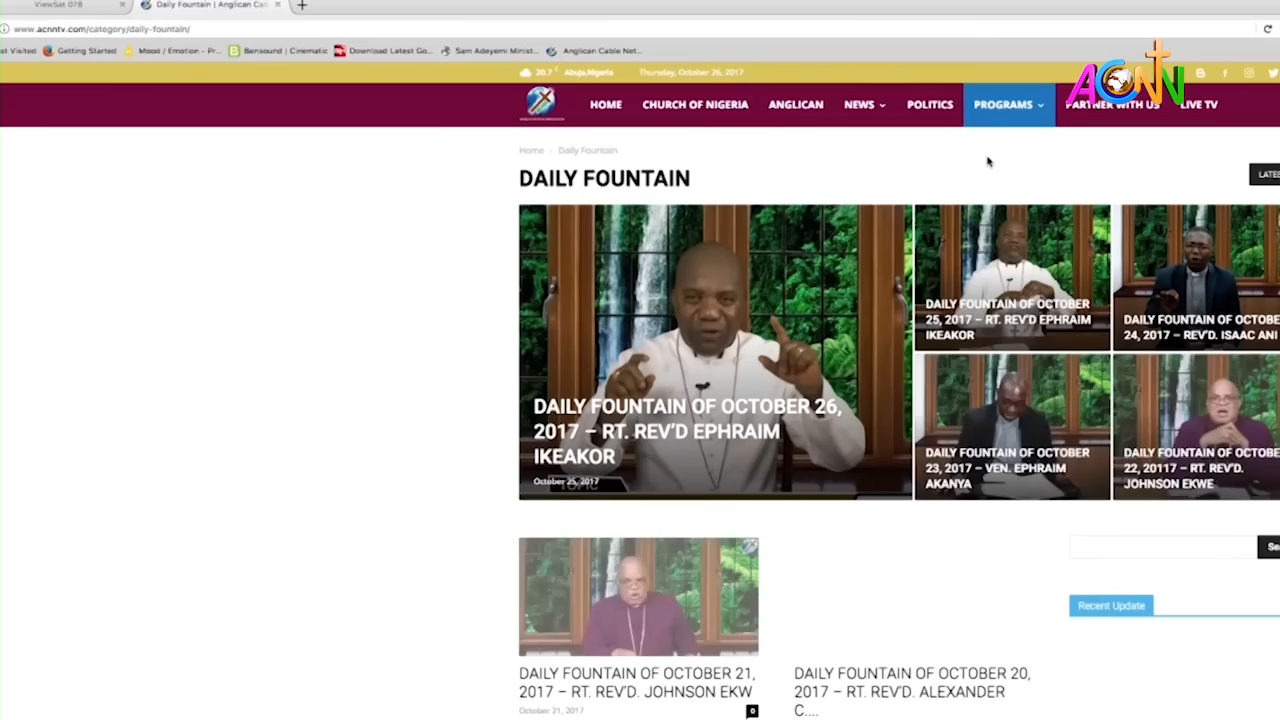 ViewSat 078
Daily Fountain | Anglican Cab
www.acnntv.com/category/daily-fountain/
st Visited
Getting Started
Mood / Emotion - Pr...
Bensound | Cinematic
Download Latest Go...
Sam Adeyemi Minist...
Anglican Cable Net...
20.7 Abuja,Nigeria
Thursday, October 26, 2017
ACNN
HOME
CHURCH OF NIGERIA
ANGLICAN
NEWS
POLITICS
PROGRAMS
PARTNER WITH US
LIVE TV
Home › Daily Fountain
DAILY FOUNTAIN
LATES
DAILY FOUNTAIN OF OCTOBER 26,
2017 – RT. REV'D EPHRAIM
IKEAKOR
October 25, 2017
TOPIC
DAILY FOUNTAIN OF OCTOBER
25, 2017 – RT. REV'D EPHRAIM
IKEAKOR
DAILY FOUNTAIN OF OCTOBE
24, 2017 – REV'D. ISAAC ANI
DAILY FOUNTAIN OF OCTOBER
23, 2017 – VEN. EPHRAIM
AKANYA
DAILY FOUNTAIN OF OCTOBE
22, 20117 – RT. REV'D.
JOHNSON EKWE
Se
Recent Update
DAILY FOUNTAIN OF OCTOBER 21,
2017 – RT. REV'D. JOHNSON EKW
October 21, 2017
0
DAILY FOUNTAIN OF OCTOBER 20,
2017 – RT. REV'D. ALEXANDER
C....